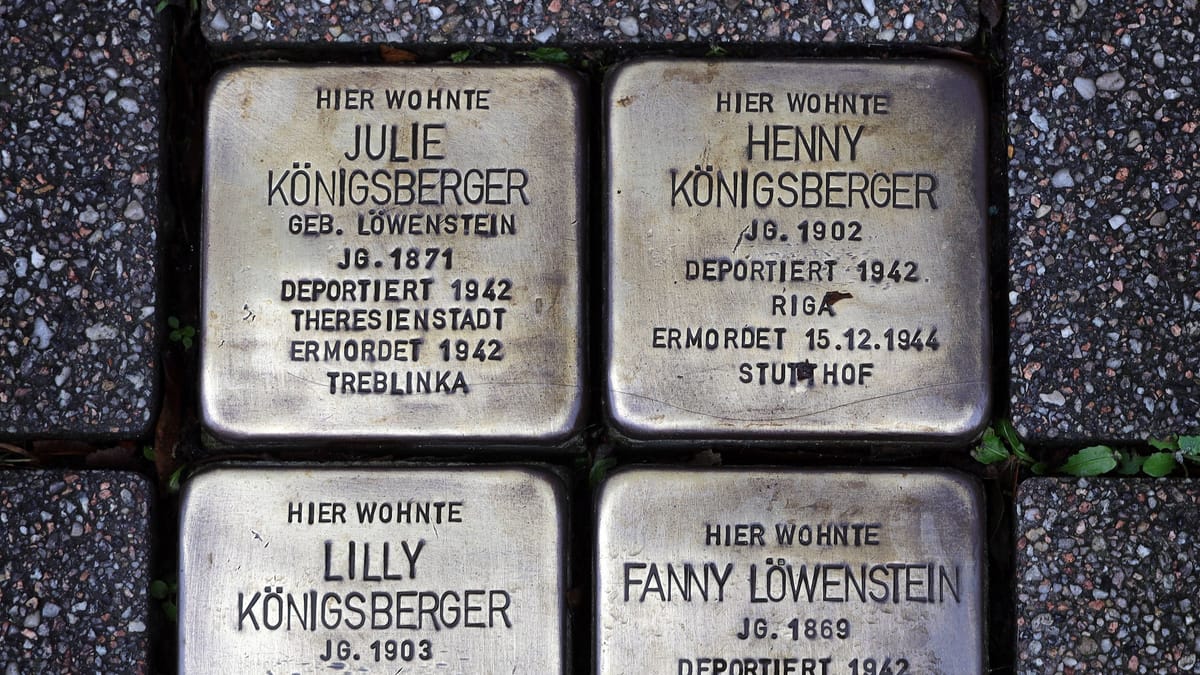 HIER WOHNTE
JULIE
KÖNIGSBERGER
GEB. LÖWENSTEIN
JG. 1871
DEPORTIERT 1942
THERESIENSTADT
ERMORDET 1942
TREBLINKA
HIER WOHNTE
HENNY
KÖNIGSBERGER
JG. 1902
DEPORTIERT 1942
RIGA
ERMORDET 15.12.1944
STUTTHOF
HIER WOHNTE
LILLY
KÖNIGSBERGER
JG. 1903
HIER WOHNTE
FANNY LÖWENSTEIN
JG. 1869
DEPORTIERT 1942